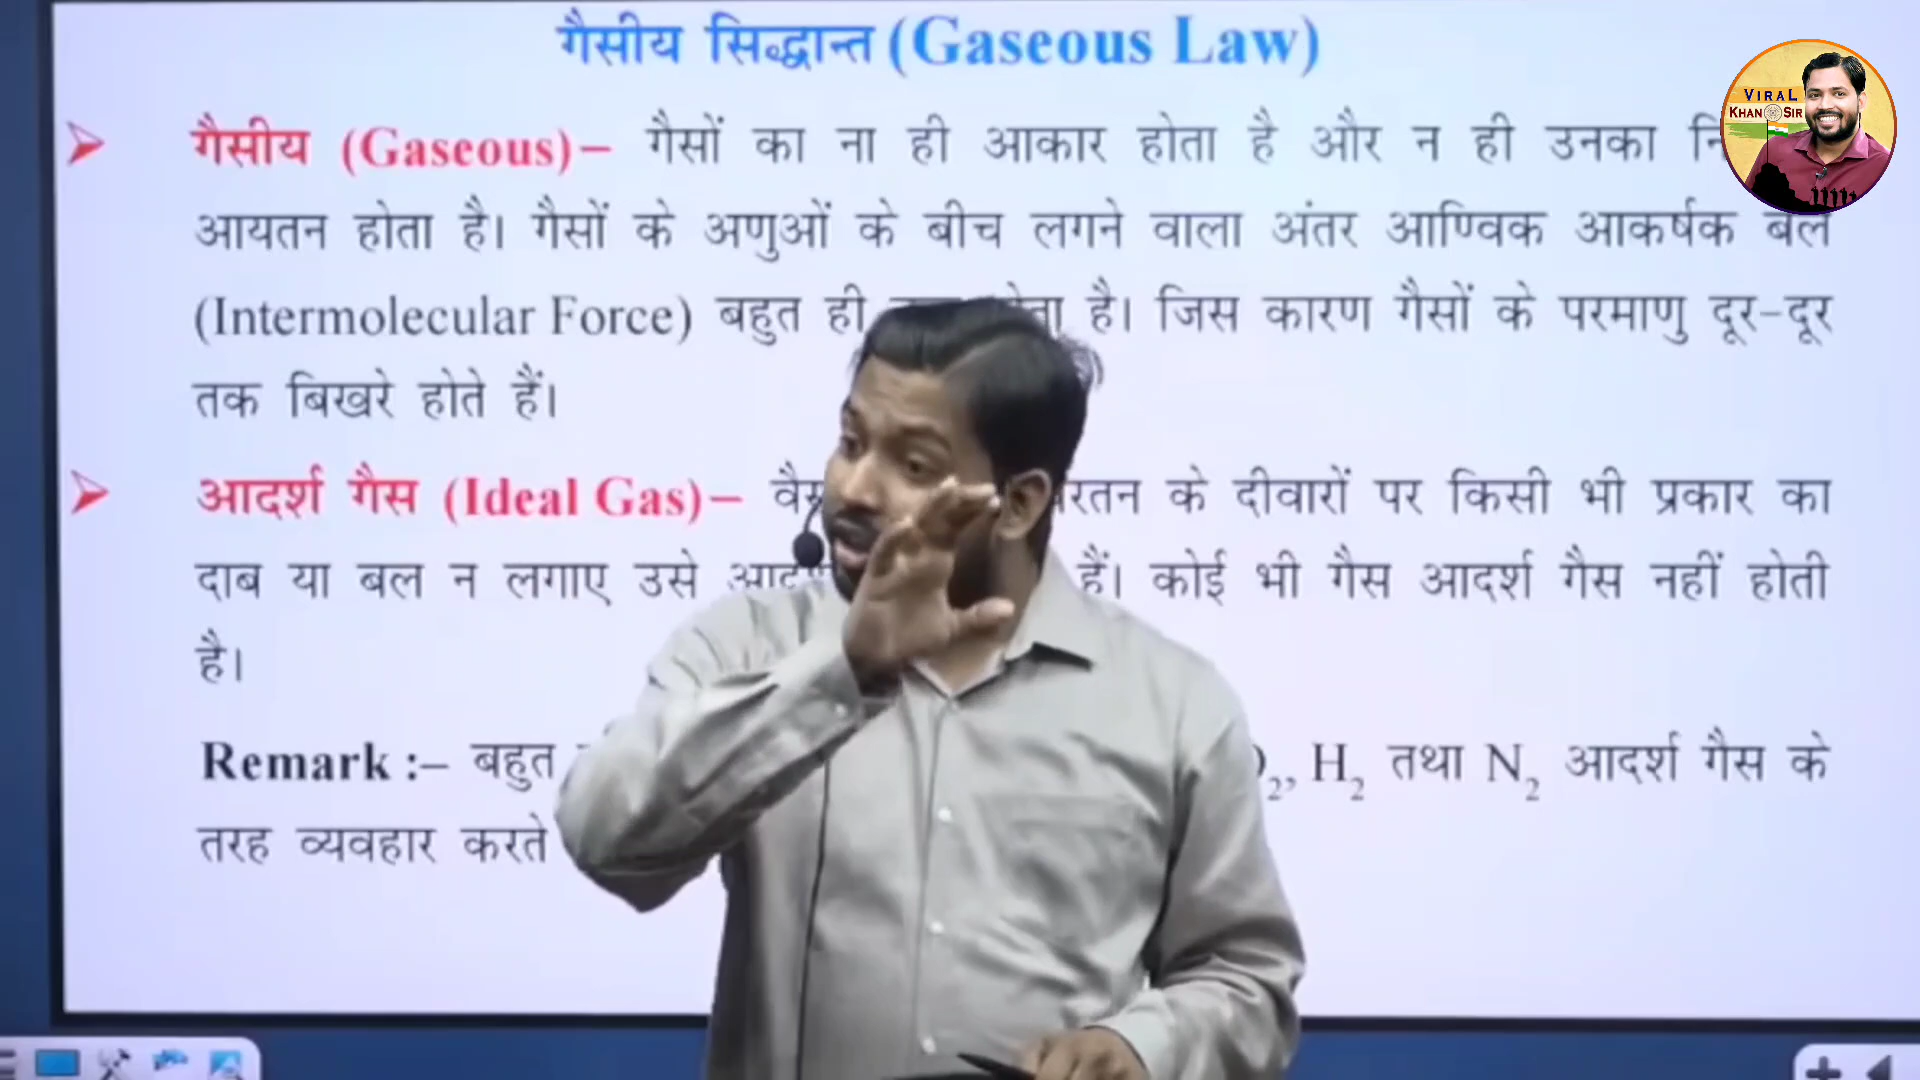 गैसीय सिद्धान्त (Gaseous Law)
गैसीय (Gaseous)– गैसों का ना ही आकार होता है और न ही उनका
VIRAL
KHAN SIR
आयतन होता है। गैसों के अणुओं के बीच लगने वाला अंतर आण्विक आकर्षक बल
(Intermolecular Force) बहुत ही है। जिस कारण गैसों के परमाणु दूर-दूर
तक बिखरे होते हैं।
आदर्श गैस (Ideal Gas)– के दीवारों पर किसी भी प्रकार का
दाब या बल न लगाए उसे हैं। कोई भी गैस आदर्श गैस नहीं होती
है।
Remark :– बहुत H₂ तथा N₂ आदर्श गैस के
तरह व्यवहार करते